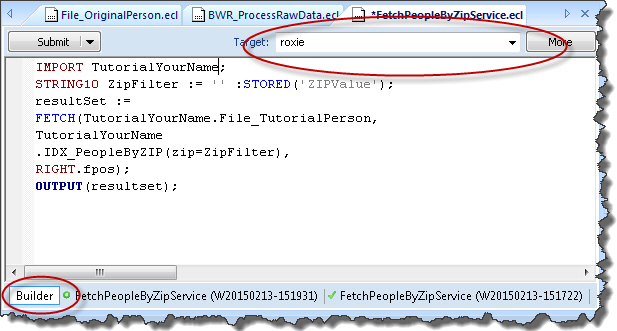 File_OriginalPerson.ecl BWR_ProcessRawData.ecl *FetchPeopleByZipService.ecl
Submit Target: roxie More
IMPORT TutorialYourName;
STRING10 ZipFilter := '' :STORED('ZIPValue');
resultSet :=
FETCH(TutorialYourName.File_TutorialPerson,
TutorialYourName
.IDX_PeopleByZIP(zip=ZipFilter),
RIGHT.fpos);
OUTPUT(resultset);
Builder FetchPeopleByZipService (W20150213-151931) FetchPeopleByZipService (W20150213-151722)